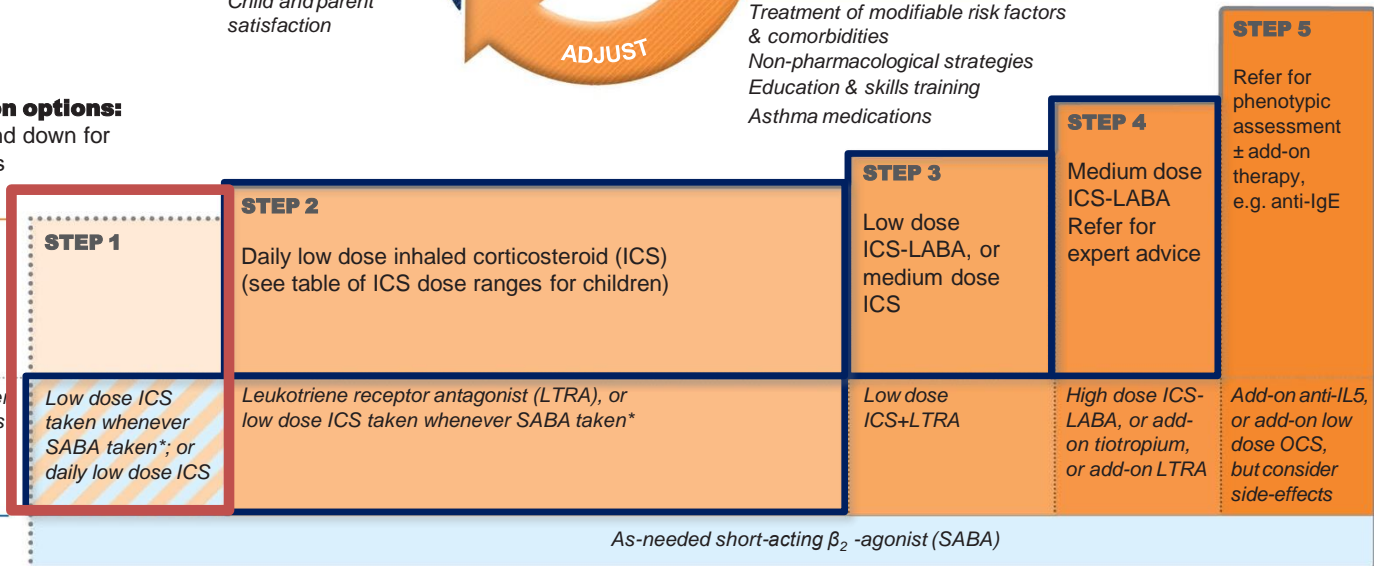 Child and parent
satisfaction
ADJUST
Treatment of modifiable risk factors
& comorbidities
Non-pharmacological strategies
Education & skills training
Asthma medications
options:
down for
STEP 1
Low dose ICS
taken whenever
SABA taken*; or
daily low dose ICS
STEP 2
Daily low dose inhaled corticosteroid (ICS)
(see table of ICS dose ranges for children)
Leukotriene receptor antagonist (LTRA), or
low dose ICS taken whenever SABA taken*
STEP 3
Low dose
ICS-LABA, or
medium dose
ICS
Low dose
ICS+LTRA
STEP 4
Medium dose
ICS-LABA
Refer for
expert advice
High dose ICS-
LABA, or add-
on tiotropium,
or add-on LTRA
STEP 5
Refer for
phenotypic
assessment
± add-on
therapy,
e.g. anti-IgE
Add-on anti-IL5,
or add-on low
dose OCS,
but consider
side-effects
As-needed short-acting β₂ -agonist (SABA)